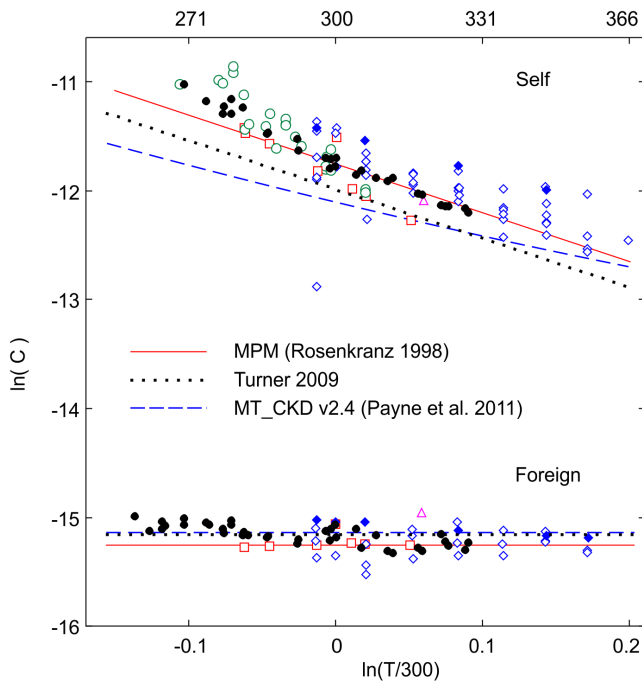 271 300 331 366
-11
Self
-12
-13
ln( C )
MPM (Rosenkranz 1998)
Turner 2009
-14
MT_CKD v2.4 (Payne et al. 2011)
Foreign
-15
-16
-0.1 0 0.1 0.2
ln(T/300)